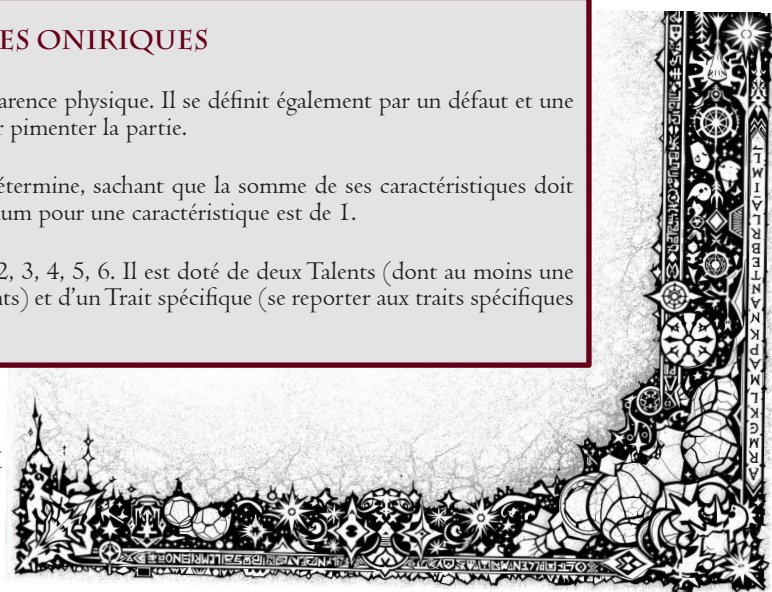 ES ONIRIQUES
arence physique. Il se définit également par un défaut et une
r pimenter la partie.
étermine, sachant que la somme de ses caractéristiques doit
um pour une caractéristique est de 1.
2, 3, 4, 5, 6. Il est doté de deux Talents (dont au moins une
nts) et d'un Trait spécifique (se reporter aux traits spécifiques